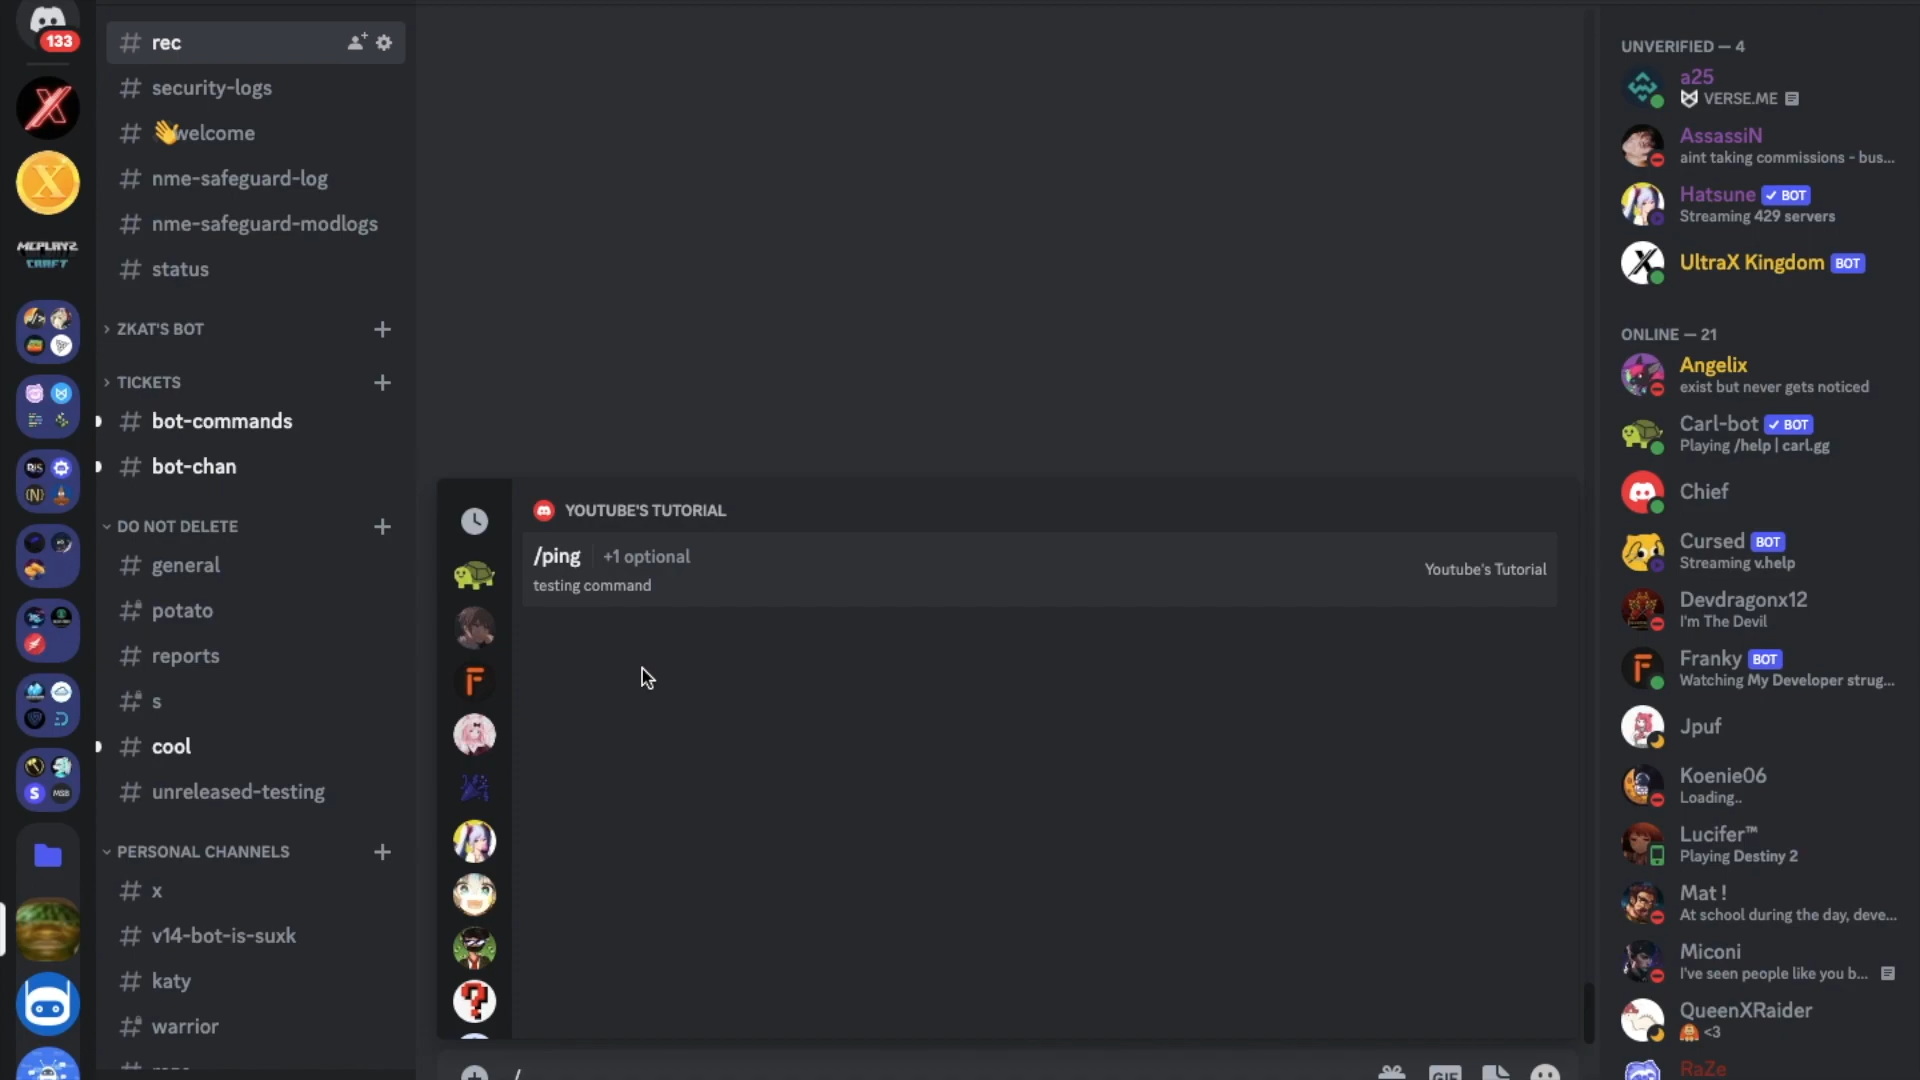 133
rec
security-logs
👋welcome
nme-safeguard-log
nme-safeguard-modlogs
status
ZKAT'S BOT
TICKETS
bot-commands
bot-chan
DO NOT DELETE
general
potato
reports
s
cool
unreleased-testing
PERSONAL CHANNELS
x
v14-bot-is-suxk
katy
warrior
MCPLAYZ
CRAFT
DJS
{N}
S
MSB
YOUTUBE'S TUTORIAL
/ping +1 optional
testing command
Youtube's Tutorial
/
GIF
UNVERIFIED — 4
a25
VERSE.ME
AssassiN
aint taking commissions - bus...
Hatsune ✓ BOT
Streaming 429 servers
UltraX Kingdom BOT
ONLINE — 21
Angelix
exist but never gets noticed
Carl-bot ✓ BOT
Playing /help | carl.gg
Chief
Cursed BOT
Streaming v.help
Devdragonx12
I'm The Devil
Franky BOT
Watching My Developer strug...
Jpuf
Koenie06
Loading..
Lucifer™
Playing Destiny 2
Mat !
At school during the day, deve...
Miconi
I've seen people like you b...
QueenXRaider
<3
RaZe